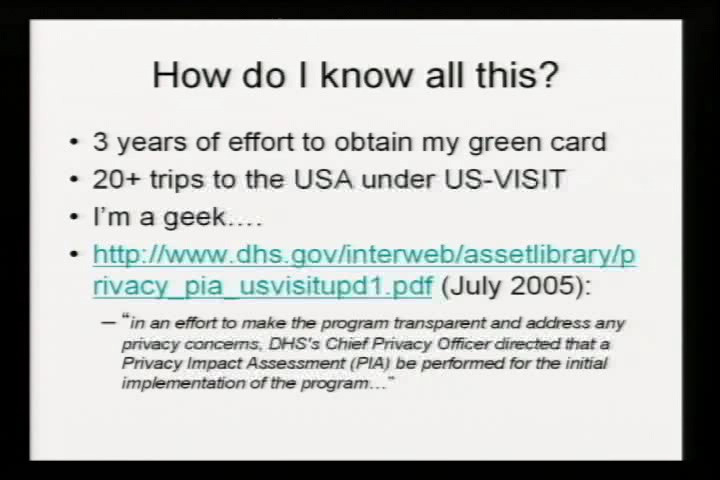 How do I know all this?
• 3 years of effort to obtain my green card
• 20+ trips to the USA under US-VISIT
• I'm a geek....
• http://www.dhs.gov/interweb/assetlibrary/p
rivacy_pia_usvisitupd1.pdf (July 2005):
– "in an effort to make the program transparent and address any
privacy concerns, DHS's Chief Privacy Officer directed that a
Privacy Impact Assessment (PIA) be performed for the initial
implementation of the program..."